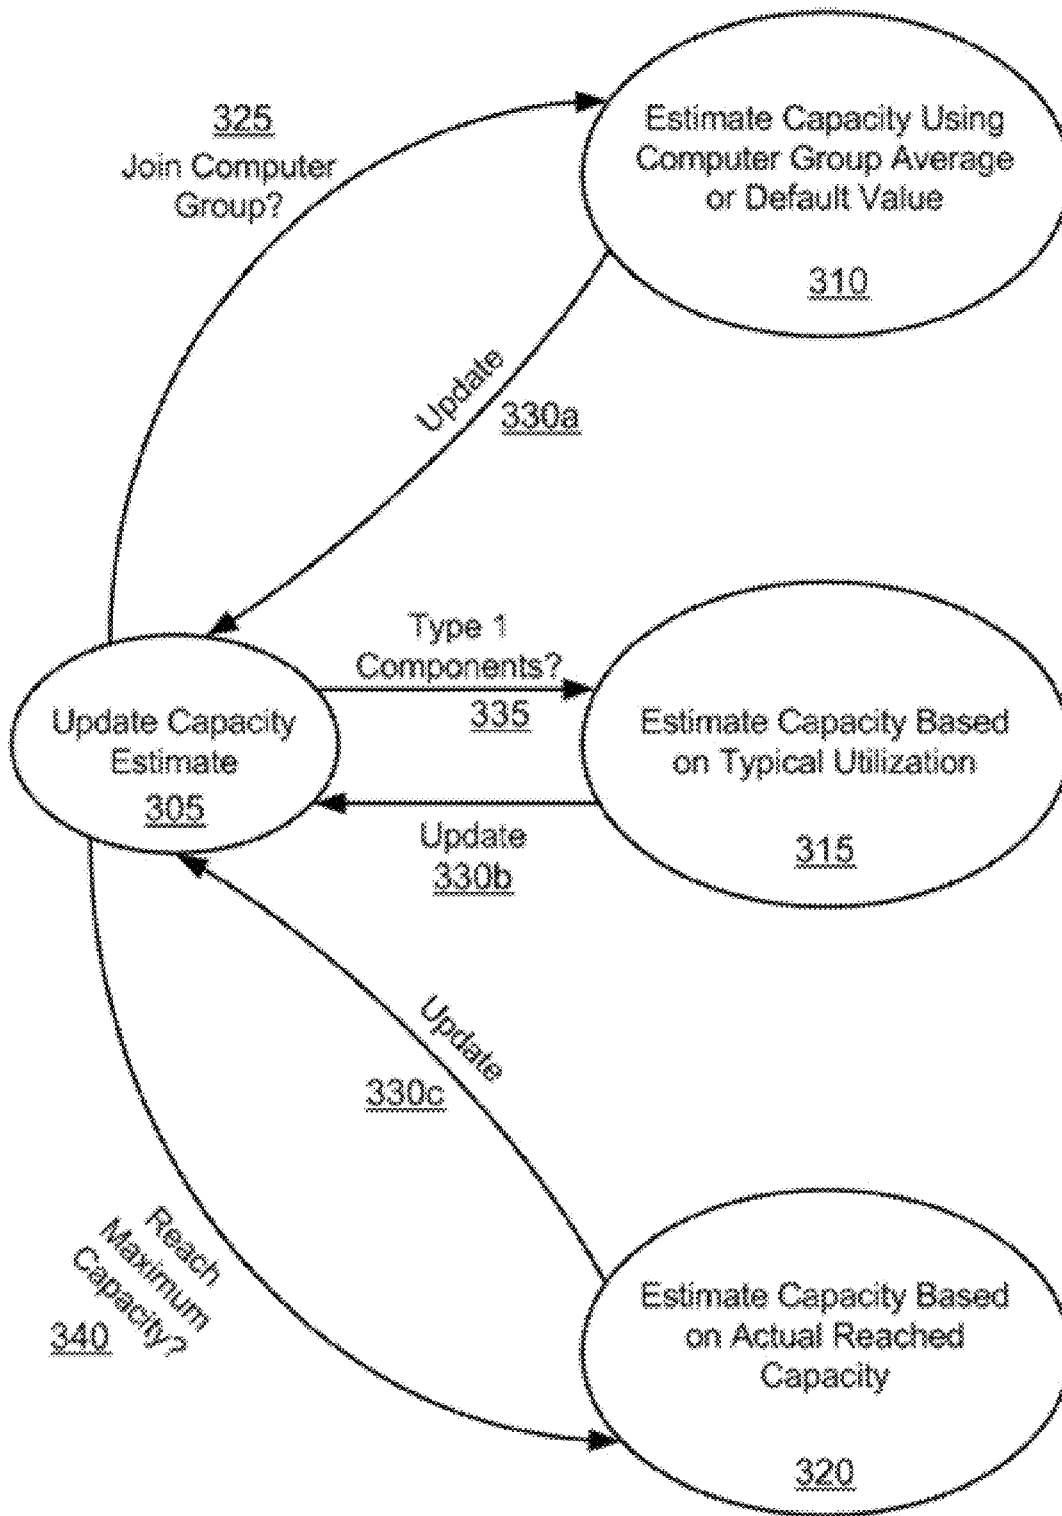 325
Join Computer
Group?
Estimate Capacity Using
Computer Group Average
or Default Value
310
Update
330a
Type 1
Components?
335
Update Capacity
Estimate
305
Estimate Capacity Based
on Typical Utilization
315
Update
330b
Update
330c
Reach
Maximum
Capacity?
340
Estimate Capacity Based
on Actual Reached
Capacity
320